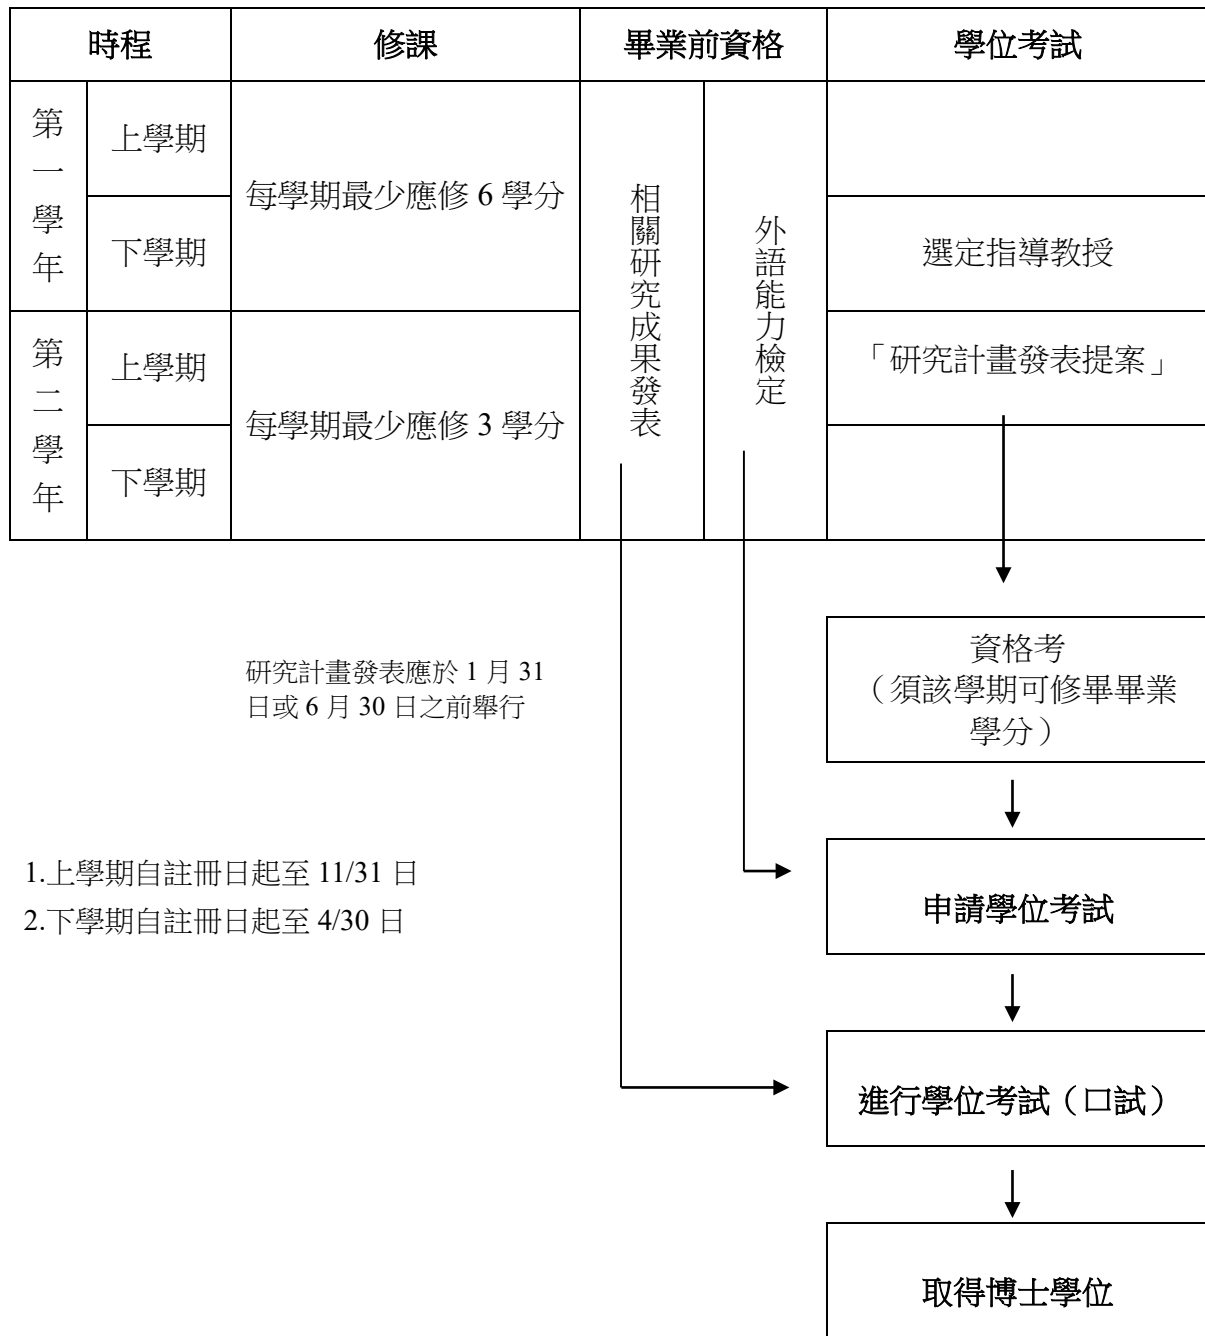 時程 修課 畢業前資格 學位考試
第一學年
上學期
每學期最少應修 6 學分
下學期
選定指導教授
相關研究成果發表
外語能力檢定
第二學年
上學期
「研究計畫發表提案」
每學期最少應修 3 學分
下學期
研究計畫發表應於 1 月 31
日或 6 月 30 日之前舉行
資格考
（須該學期可修畢畢業
學分）
1.上學期自註冊日起至 11/31 日
2.下學期自註冊日起至 4/30 日
申請學位考試
進行學位考試（口試）
取得博士學位